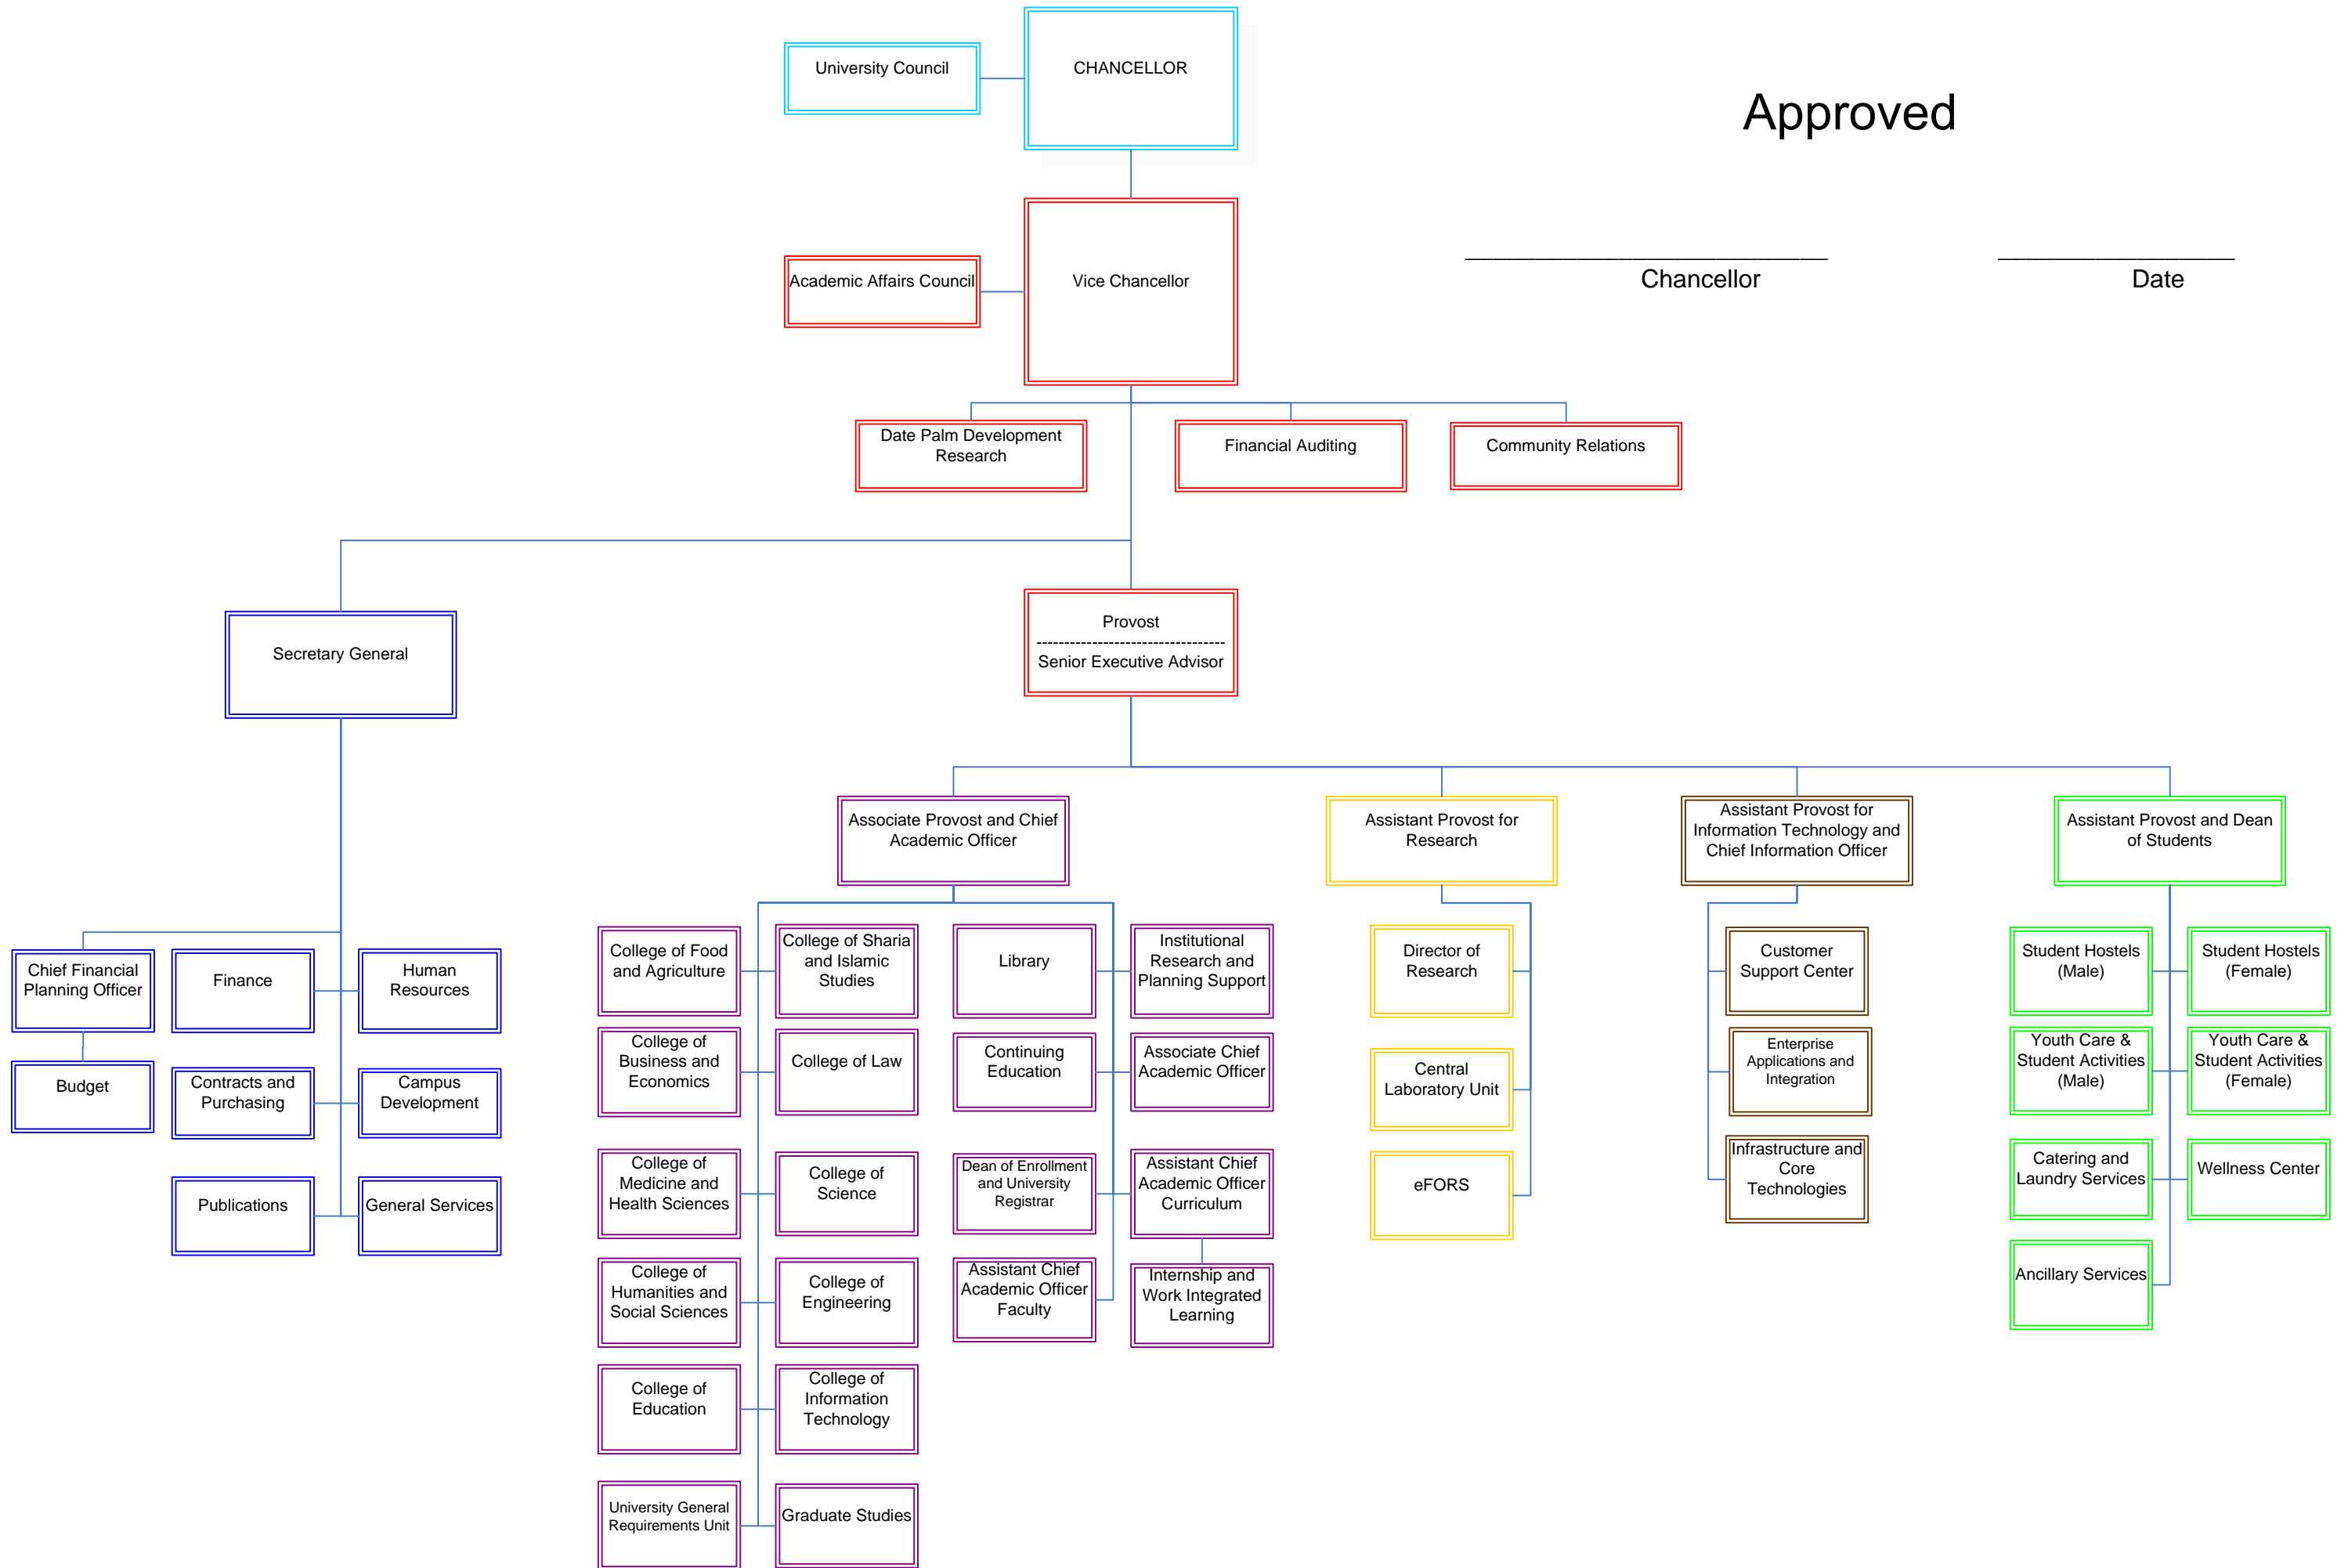 University Council
CHANCELLOR
Approved
Academic Affairs Council
Vice Chancellor
Chancellor
Date
Date Palm Development
Research
Financial Auditing
Community Relations
Secretary General
Provost
----------------------------------
Senior Executive Advisor
Associate Provost and Chief
Academic Officer
Assistant Provost for
Research
Assistant Provost for
Information Technology and
Chief Information Officer
Assistant Provost and Dean
of Students
Chief Financial
Planning Officer
Finance
Human
Resources
Budget
Contracts and
Purchasing
Campus
Development
Publications
General Services
College of Food
and Agriculture
College of Sharia
and Islamic
Studies
College of
Business and
Economics
College of Law
College of
Medicine and
Health Sciences
College of
Science
College of
Humanities and
Social Sciences
College of
Engineering
College of
Education
College of
Information
Technology
University General
Requirements Unit
Graduate Studies
Library
Institutional
Research and
Planning Support
Continuing
Education
Associate Chief
Academic Officer
Dean of Enrollment
and University
Registrar
Assistant Chief
Academic Officer
Curriculum
Assistant Chief
Academic Officer
Faculty
Internship and
Work Integrated
Learning
Director of
Research
Central
Laboratory Unit
eFORS
Customer
Support Center
Enterprise
Applications and
Integration
Infrastructure and
Core
Technologies
Student Hostels
(Male)
Student Hostels
(Female)
Youth Care &
Student Activities
(Male)
Youth Care &
Student Activities
(Female)
Catering and
Laundry Services
Wellness Center
Ancillary Services